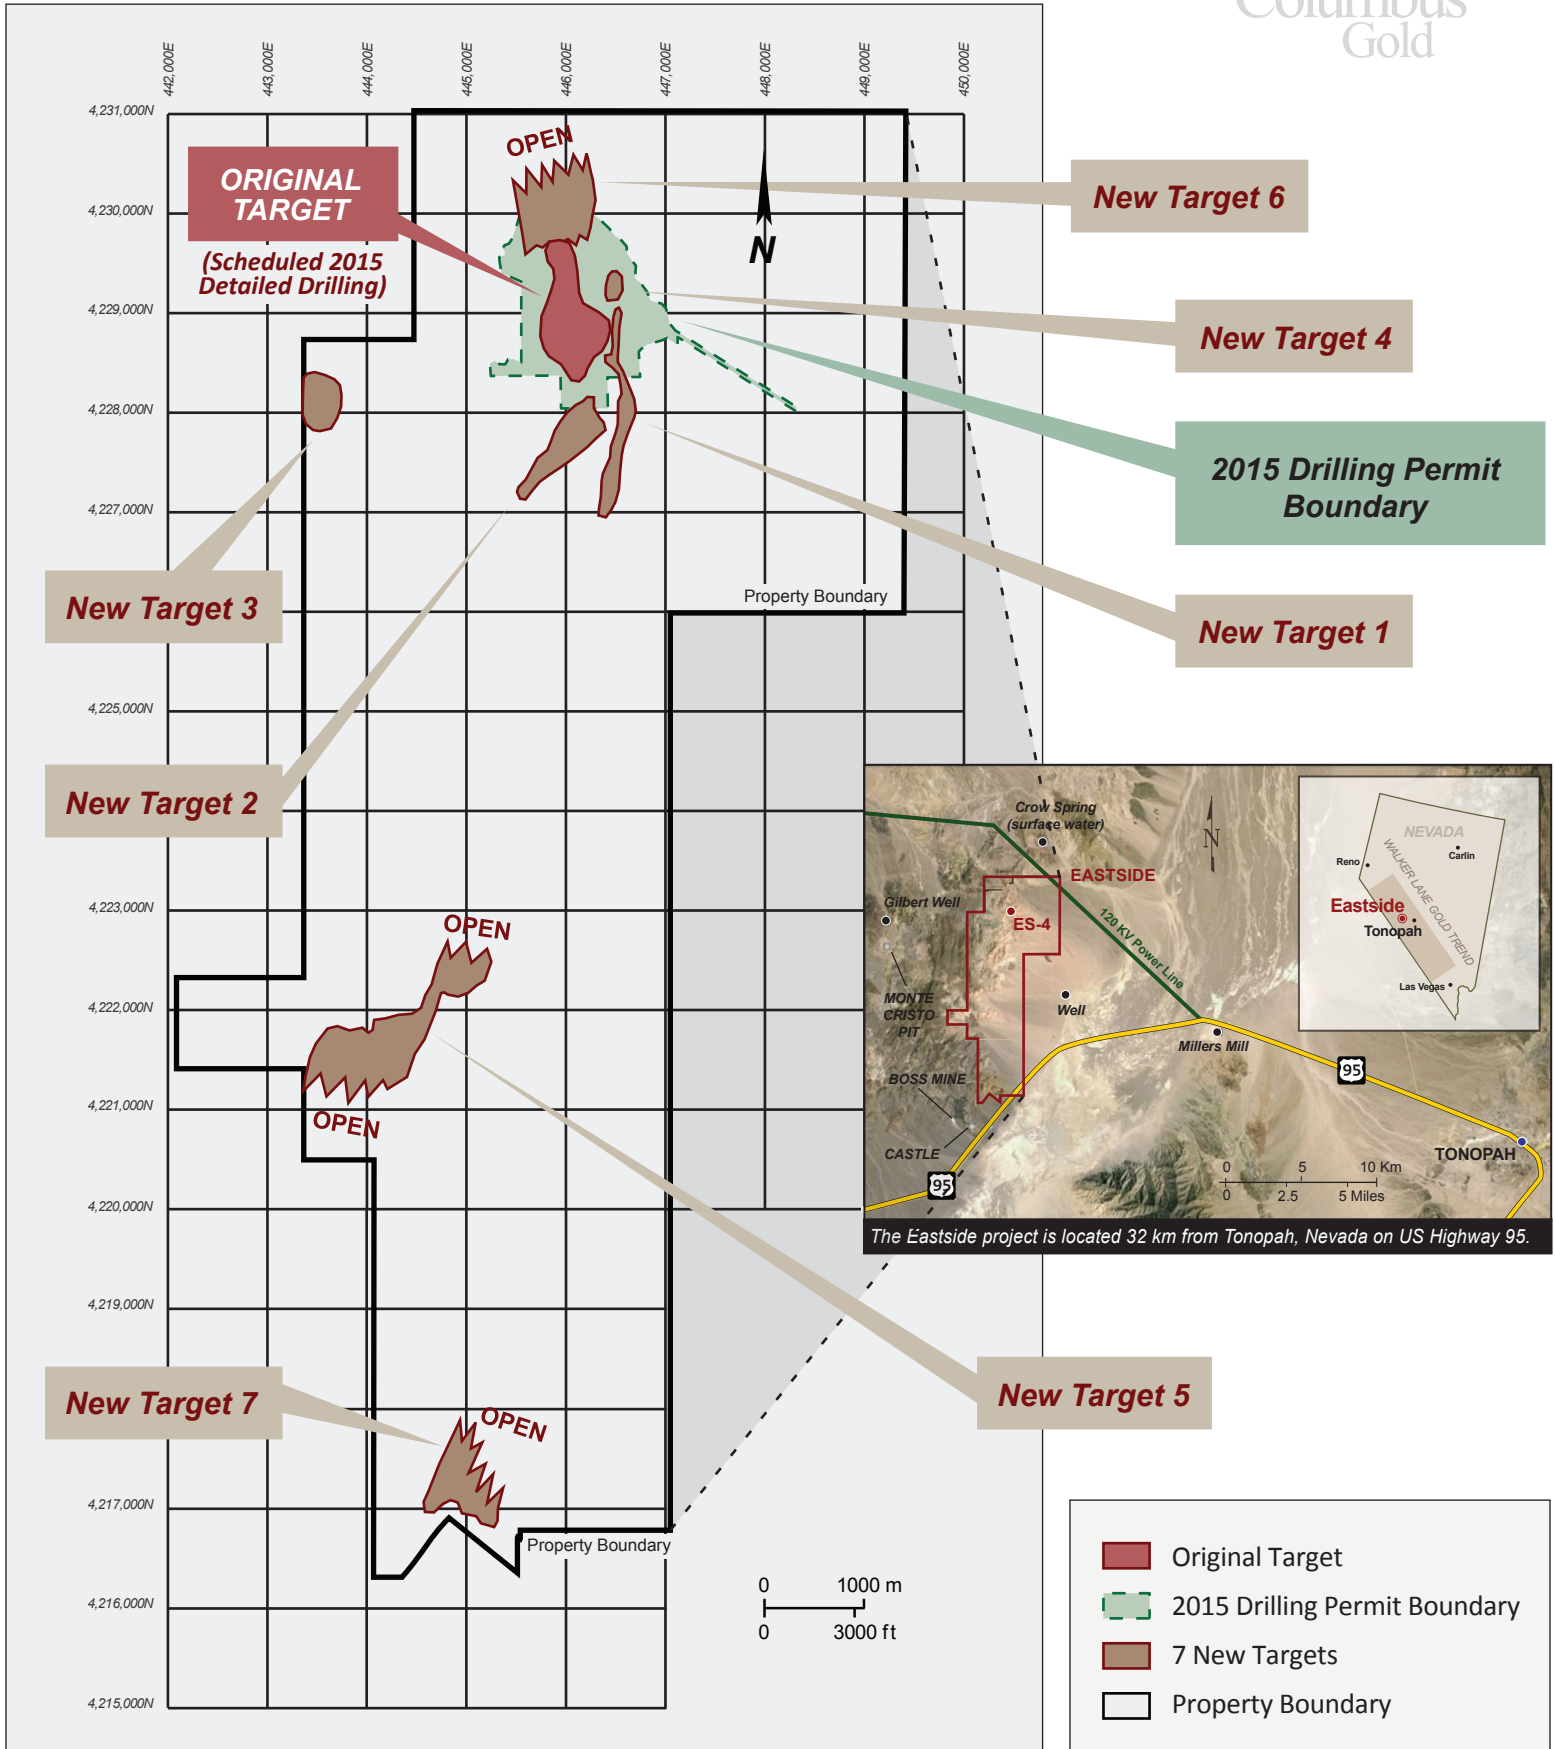 Columbus
Gold
442,000E
443,000E
444,000E
445,000E
446,000E
447,000E
448,000E
449,000E
450,000E
4,231,000N
4,230,000N
4,229,000N
4,228,000N
4,227,000N
4,225,000N
4,223,000N
4,222,000N
4,221,000N
4,220,000N
4,219,000N
4,217,000N
4,216,000N
4,215,000N
OPEN
ORIGINAL
TARGET
(Scheduled 2015
Detailed Drilling)
N
New Target 6
New Target 4
2015 Drilling Permit
Boundary
New Target 3
New Target 1
Property Boundary
New Target 2
OPEN
OPEN
New Target 5
New Target 7
OPEN
Property Boundary
0 1000 m
0 3000 ft
Crow Spring
(surface water)
N
EASTSIDE
Gilbert Well
ES-4
120 KV Power Line
MONTE
CRISTO
PIT
Well
Millers Mill
BOSS MINE
95
CASTLE
TONOPAH
95
0 5 10 Km
0 2.5 5 Miles
NEVADA
Reno
Carlin
WALKER LANE GOLD TREND
Eastside
Tonopah
Las Vegas
The Eastside project is located 32 km from Tonopah, Nevada on US Highway 95.
Original Target
2015 Drilling Permit Boundary
7 New Targets
Property Boundary